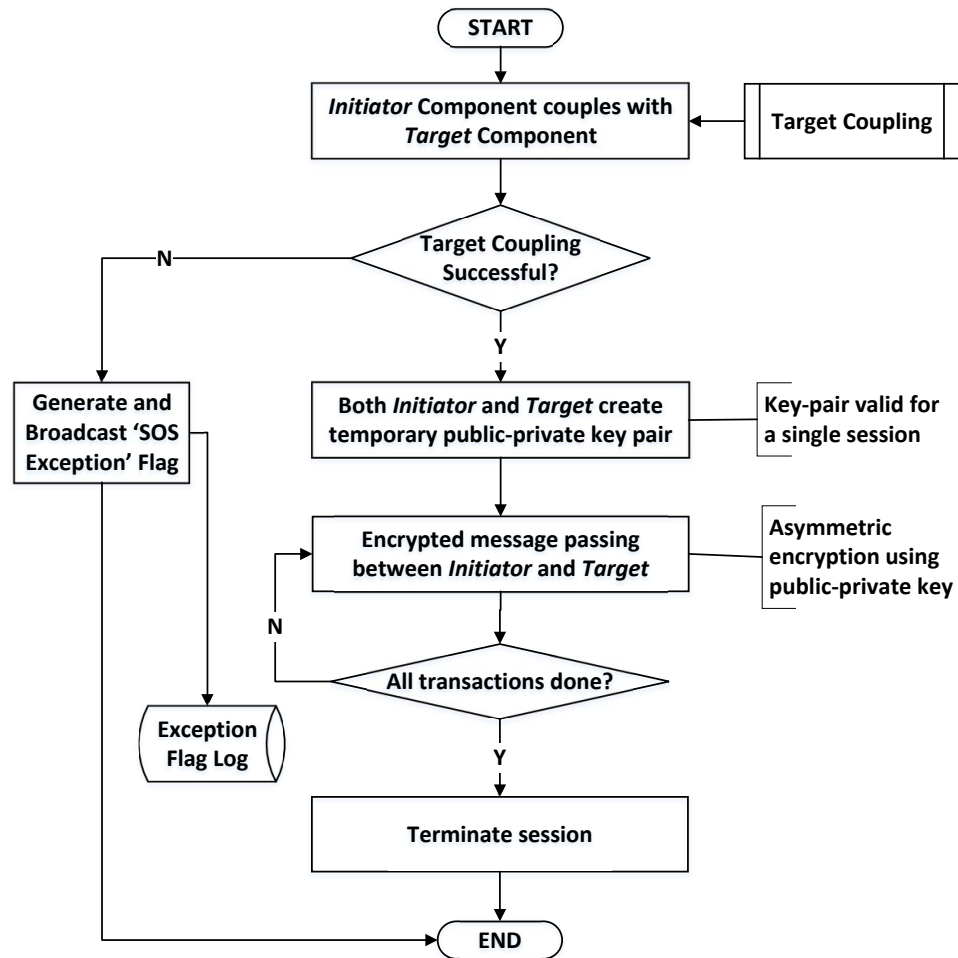 START
Initiator Component couples with
Target Component
Target Coupling
Target Coupling
Successful?
N
Y
Generate and
Broadcast ‘SOS
Exception’ Flag
Both Initiator and Target create
temporary public-private key pair
Key-pair valid for
a single session
Encrypted message passing
between Initiator and Target
Asymmetric
encryption using
public-private key
N
All transactions done?
Exception
Flag Log
Y
Terminate session
END